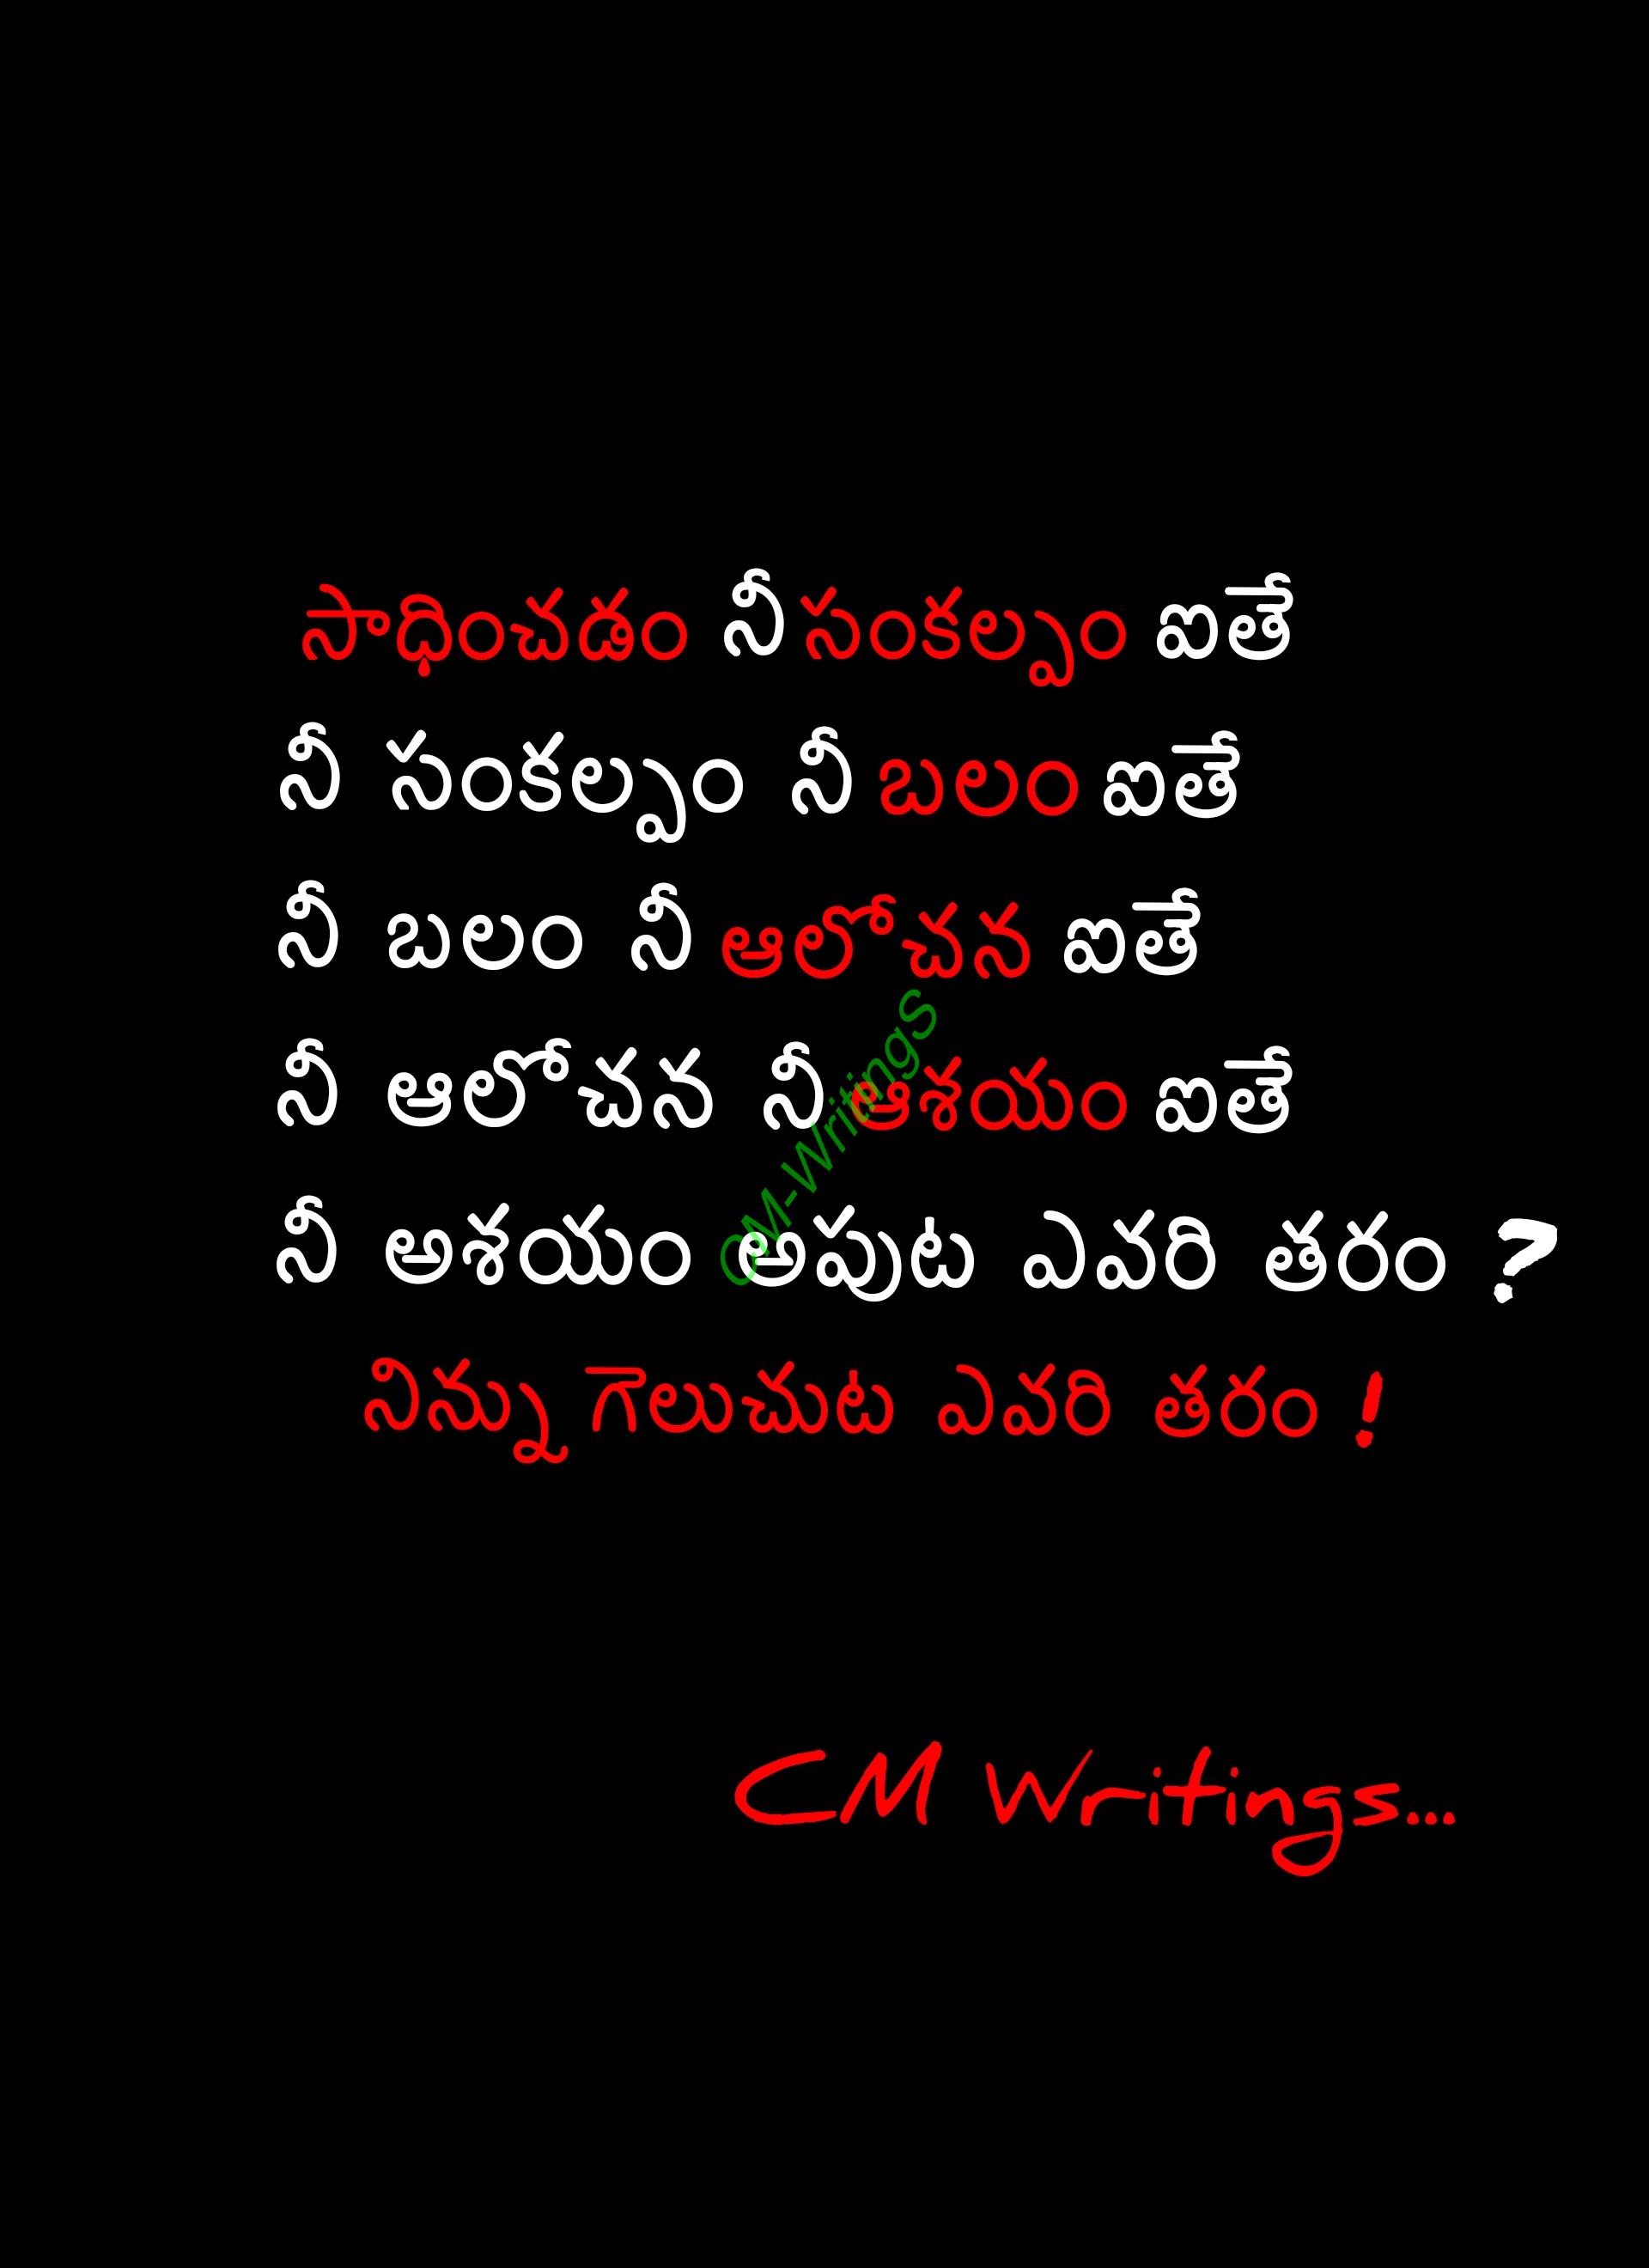 సాధించడం నీ సంకల్పం ఐతే
నీ సంకల్పం నీ బలం ఐతే
నీ బలం నీ ఆలోచన ఐతే
నీ ఆలోచన నీ ఆశయం ఐతే
నీ ఆశయం అపుట ఎవరి తరం ?
నిన్ను గెలుచుట ఎవరి తరం !
CM-Writings
CM Writings...